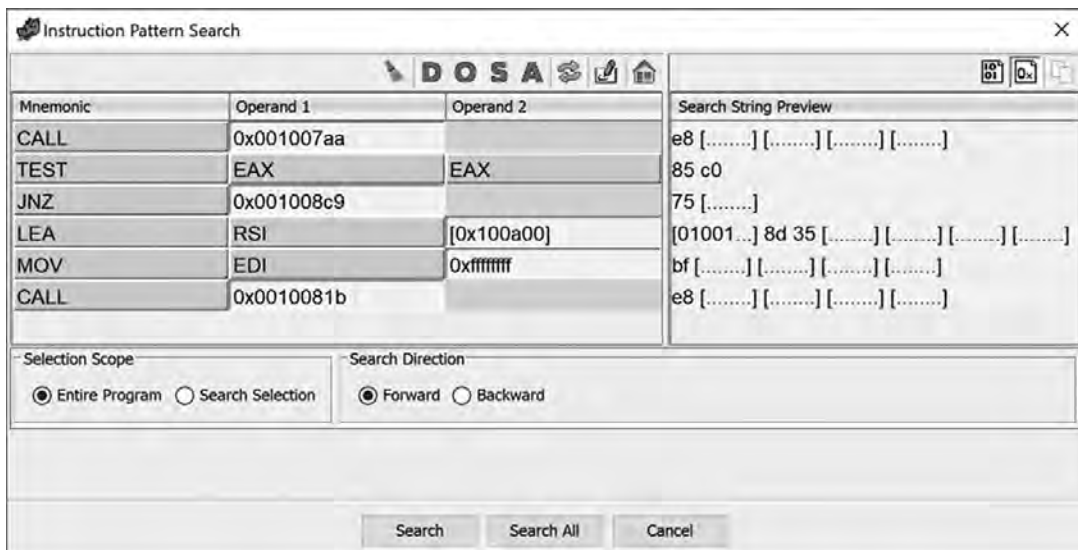 Instruction Pattern Search
D O S A
Mnemonic Operand 1 Operand 2 Search String Preview
CALL 0x001007aa e8 [........] [........] [........] [........]
TEST EAX EAX 85 c0
JNZ 0x001008c9 75 [........]
LEA RSI [0x100a00] [01001...] 8d 35 [........] [........] [........] [........]
MOV EDI 0xffffffff bf [........] [........] [........] [........]
CALL 0x0010081b e8 [........] [........] [........] [........]
Selection Scope Search Direction
Entire Program Search Selection Forward Backward
Search Search All Cancel